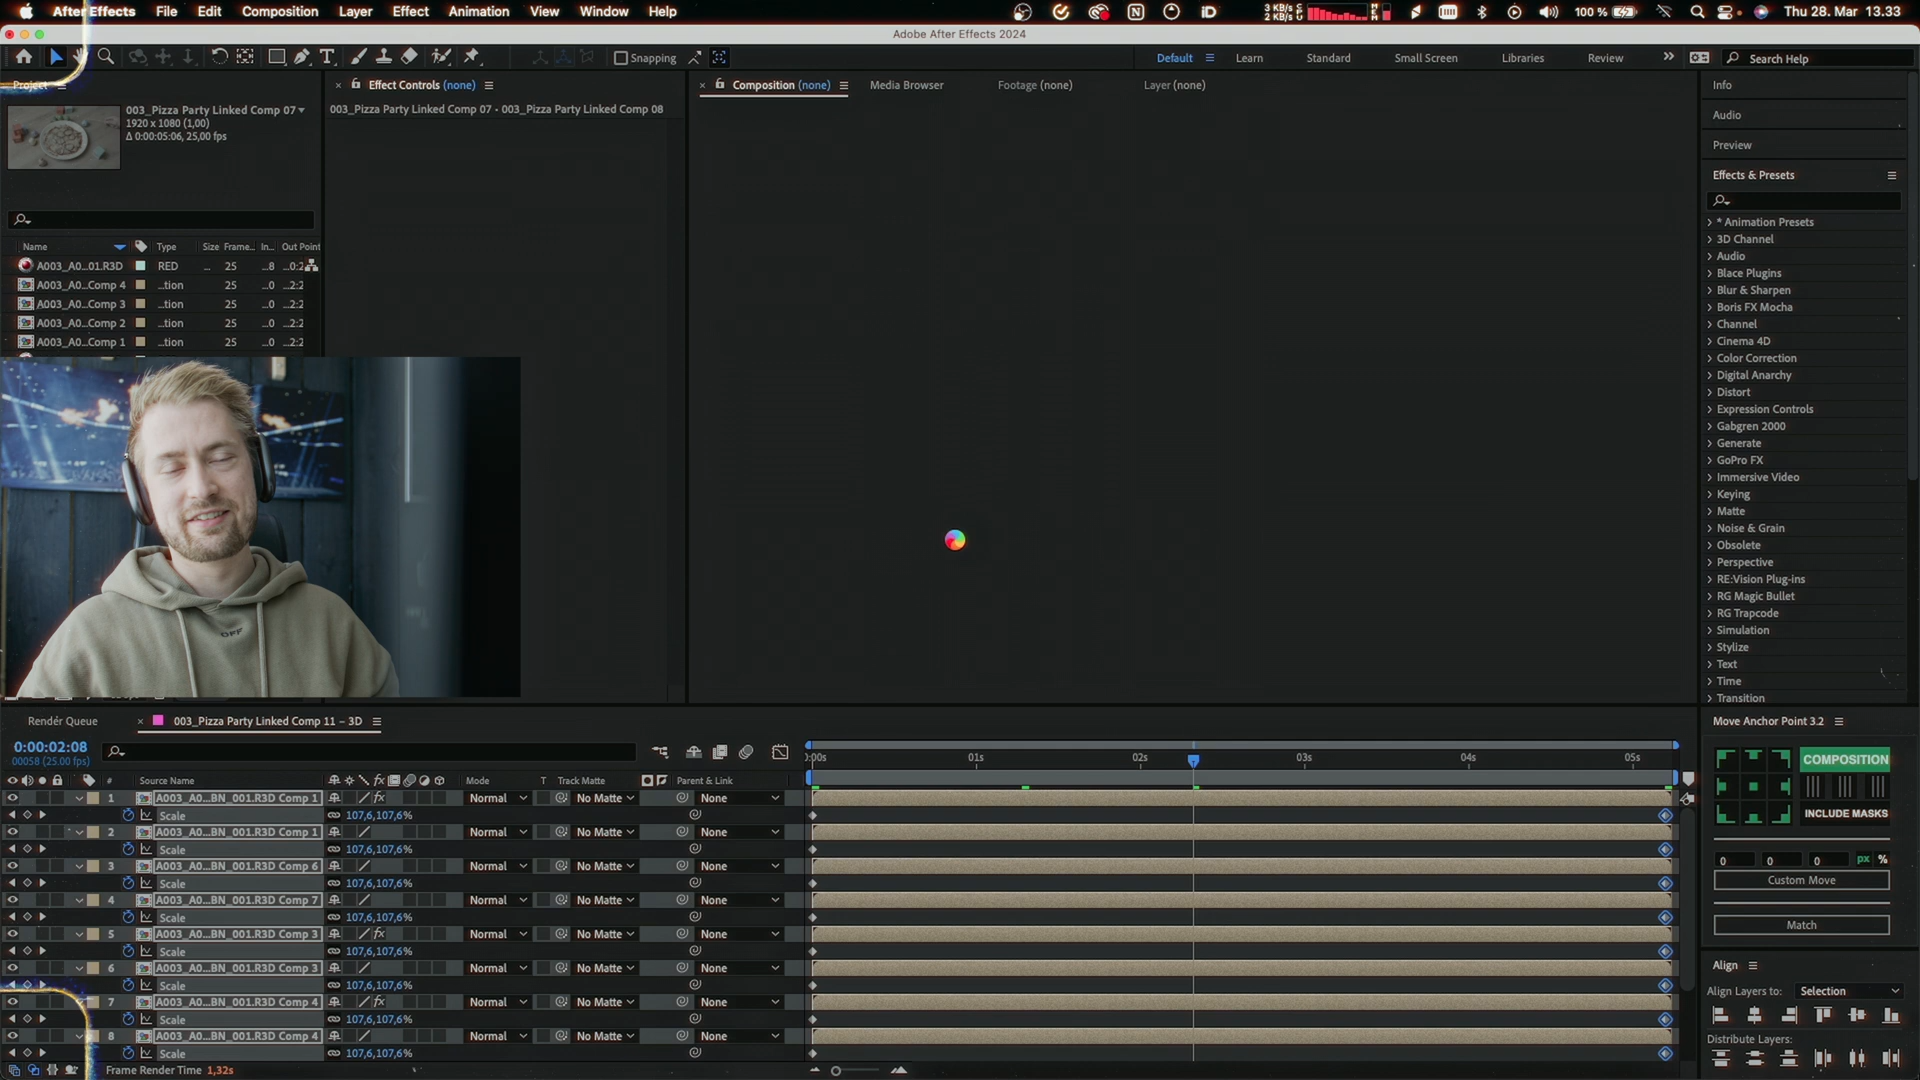 After Effects File Edit Composition Layer Effect Animation View Window Help
3 KB/s
2 KB/s
100 % Thu 28. Mar 13.33
Adobe After Effects 2024
Snapping
Default Learn Standard Small Screen Libraries Review Search Help
Project
003_Pizza Party Linked Comp 07
1920 x 1080 (1,00)
Δ 0:00:05:06, 25,00 fps
Name Type Size Frame... In... Out Point
A003_A0...01.R3D RED ... 25 ...8 ...0:2
A003_A0...Comp 4 ...tion 25 ...0 ...2:2
A003_A0...Comp 3 ...tion 25 ...0 ...2:2
A003_A0...Comp 2 ...tion 25 ...0 ...2:2
A003_A0...Comp 1 ...tion 25 ...0 ...2:2
Effect Controls (none)
003_Pizza Party Linked Comp 07 • 003_Pizza Party Linked Comp 08
Composition (none) Media Browser Footage (none) Layer (none)
Info
Audio
Preview
Effects & Presets
* Animation Presets
3D Channel
Audio
Blace Plugins
Blur & Sharpen
Boris FX Mocha
Channel
Cinema 4D
Color Correction
Digital Anarchy
Distort
Expression Controls
Gabgren 2000
Generate
GoPro FX
Immersive Video
Keying
Matte
Noise & Grain
Obsolete
Perspective
RE:Vision Plug-ins
RG Magic Bullet
RG Trapcode
Simulation
Stylize
Text
Time
Transition
OFF
Render Queue 003_Pizza Party Linked Comp 11 – 3D
0:00:02:08
00058 (25.00 fps)
:00s 01s 02s 03s 04s 05s
# Source Name Mode T Track Matte Parent & Link
1 A003_A0...BN_001.R3D Comp 1 Normal No Matte None
Scale 107,6,107,6%
2 A003_A0...BN_001.R3D Comp 1 Normal No Matte None
Scale 107,6,107,6%
3 A003_A0...BN_001.R3D Comp 6 Normal No Matte None
Scale 107,6,107,6%
4 A003_A0...BN_001.R3D Comp 7 Normal No Matte None
Scale 107,6,107,6%
5 A003_A0...BN_001.R3D Comp 3 Normal No Matte None
Scale 107,6,107,6%
6 A003_A0...BN_001.R3D Comp 3 Normal No Matte None
Scale 107,6,107,6%
7 A003_A0...BN_001.R3D Comp 4 Normal No Matte None
Scale 107,6,107,6%
8 A003_A0...BN_001.R3D Comp 4 Normal No Matte None
Scale 107,6,107,6%
Frame Render Time 1,32s
Move Anchor Point 3.2
COMPOSITION
INCLUDE MASKS
0 0 0 px %
Custom Move
Match
Align
Align Layers to: Selection
Distribute Layers: